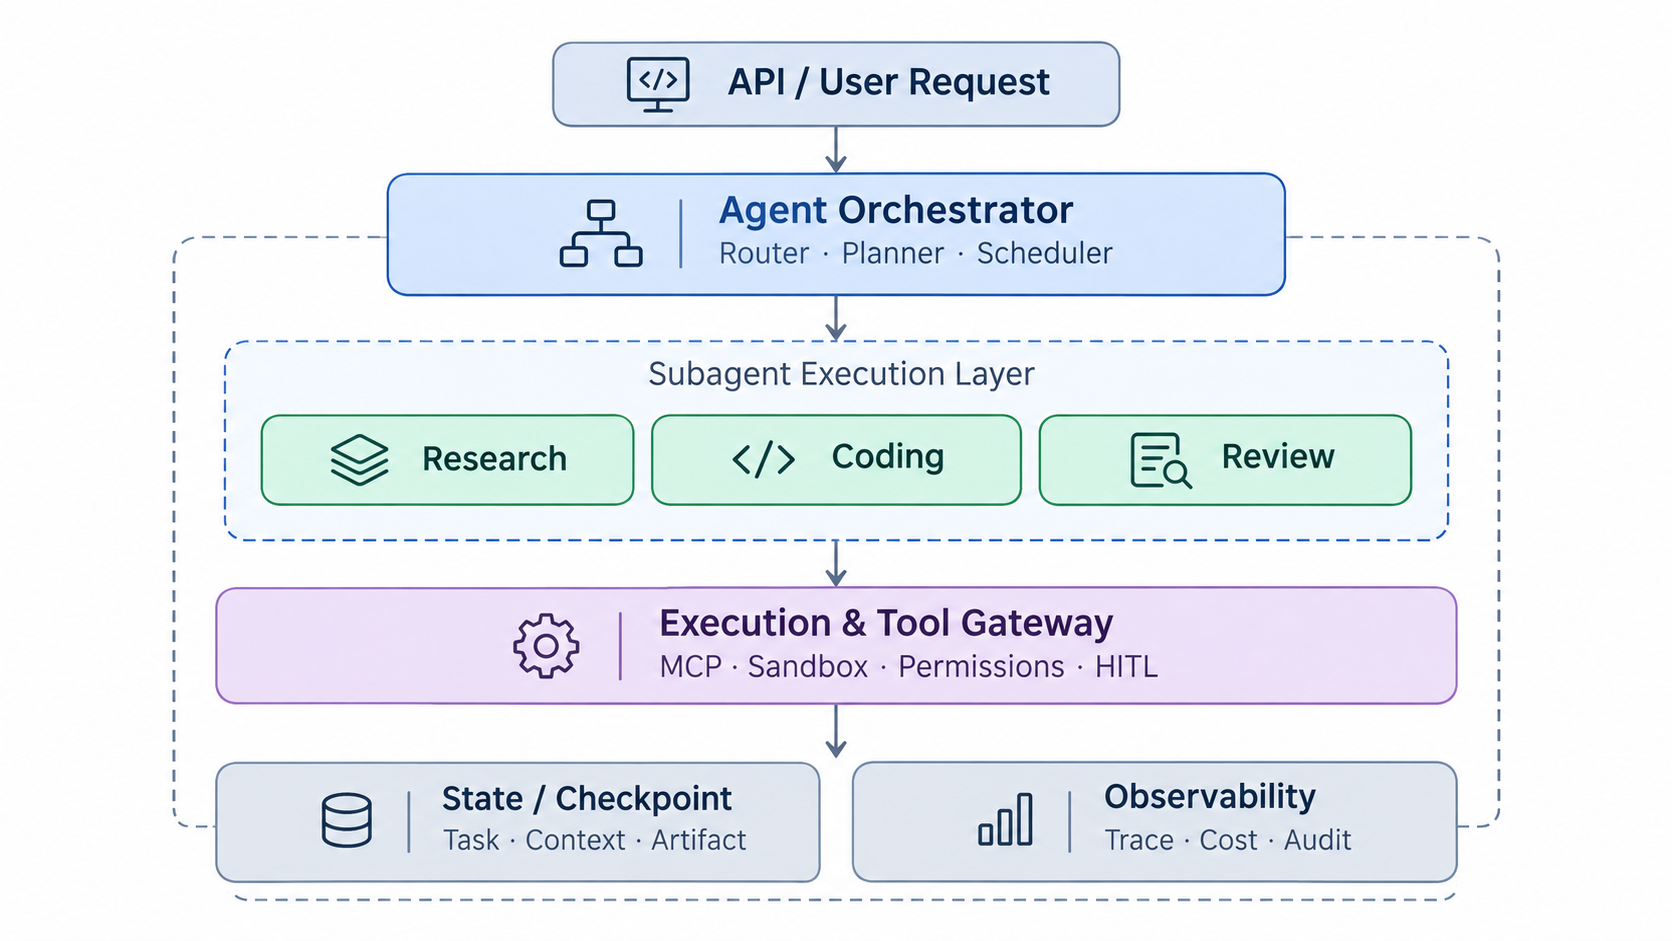 API / User Request
Agent Orchestrator
Router · Planner · Scheduler
Subagent Execution Layer
Research
Coding
Review
Execution & Tool Gateway
MCP · Sandbox · Permissions · HITL
State / Checkpoint
Task · Context · Artifact
Observability
Trace · Cost · Audit